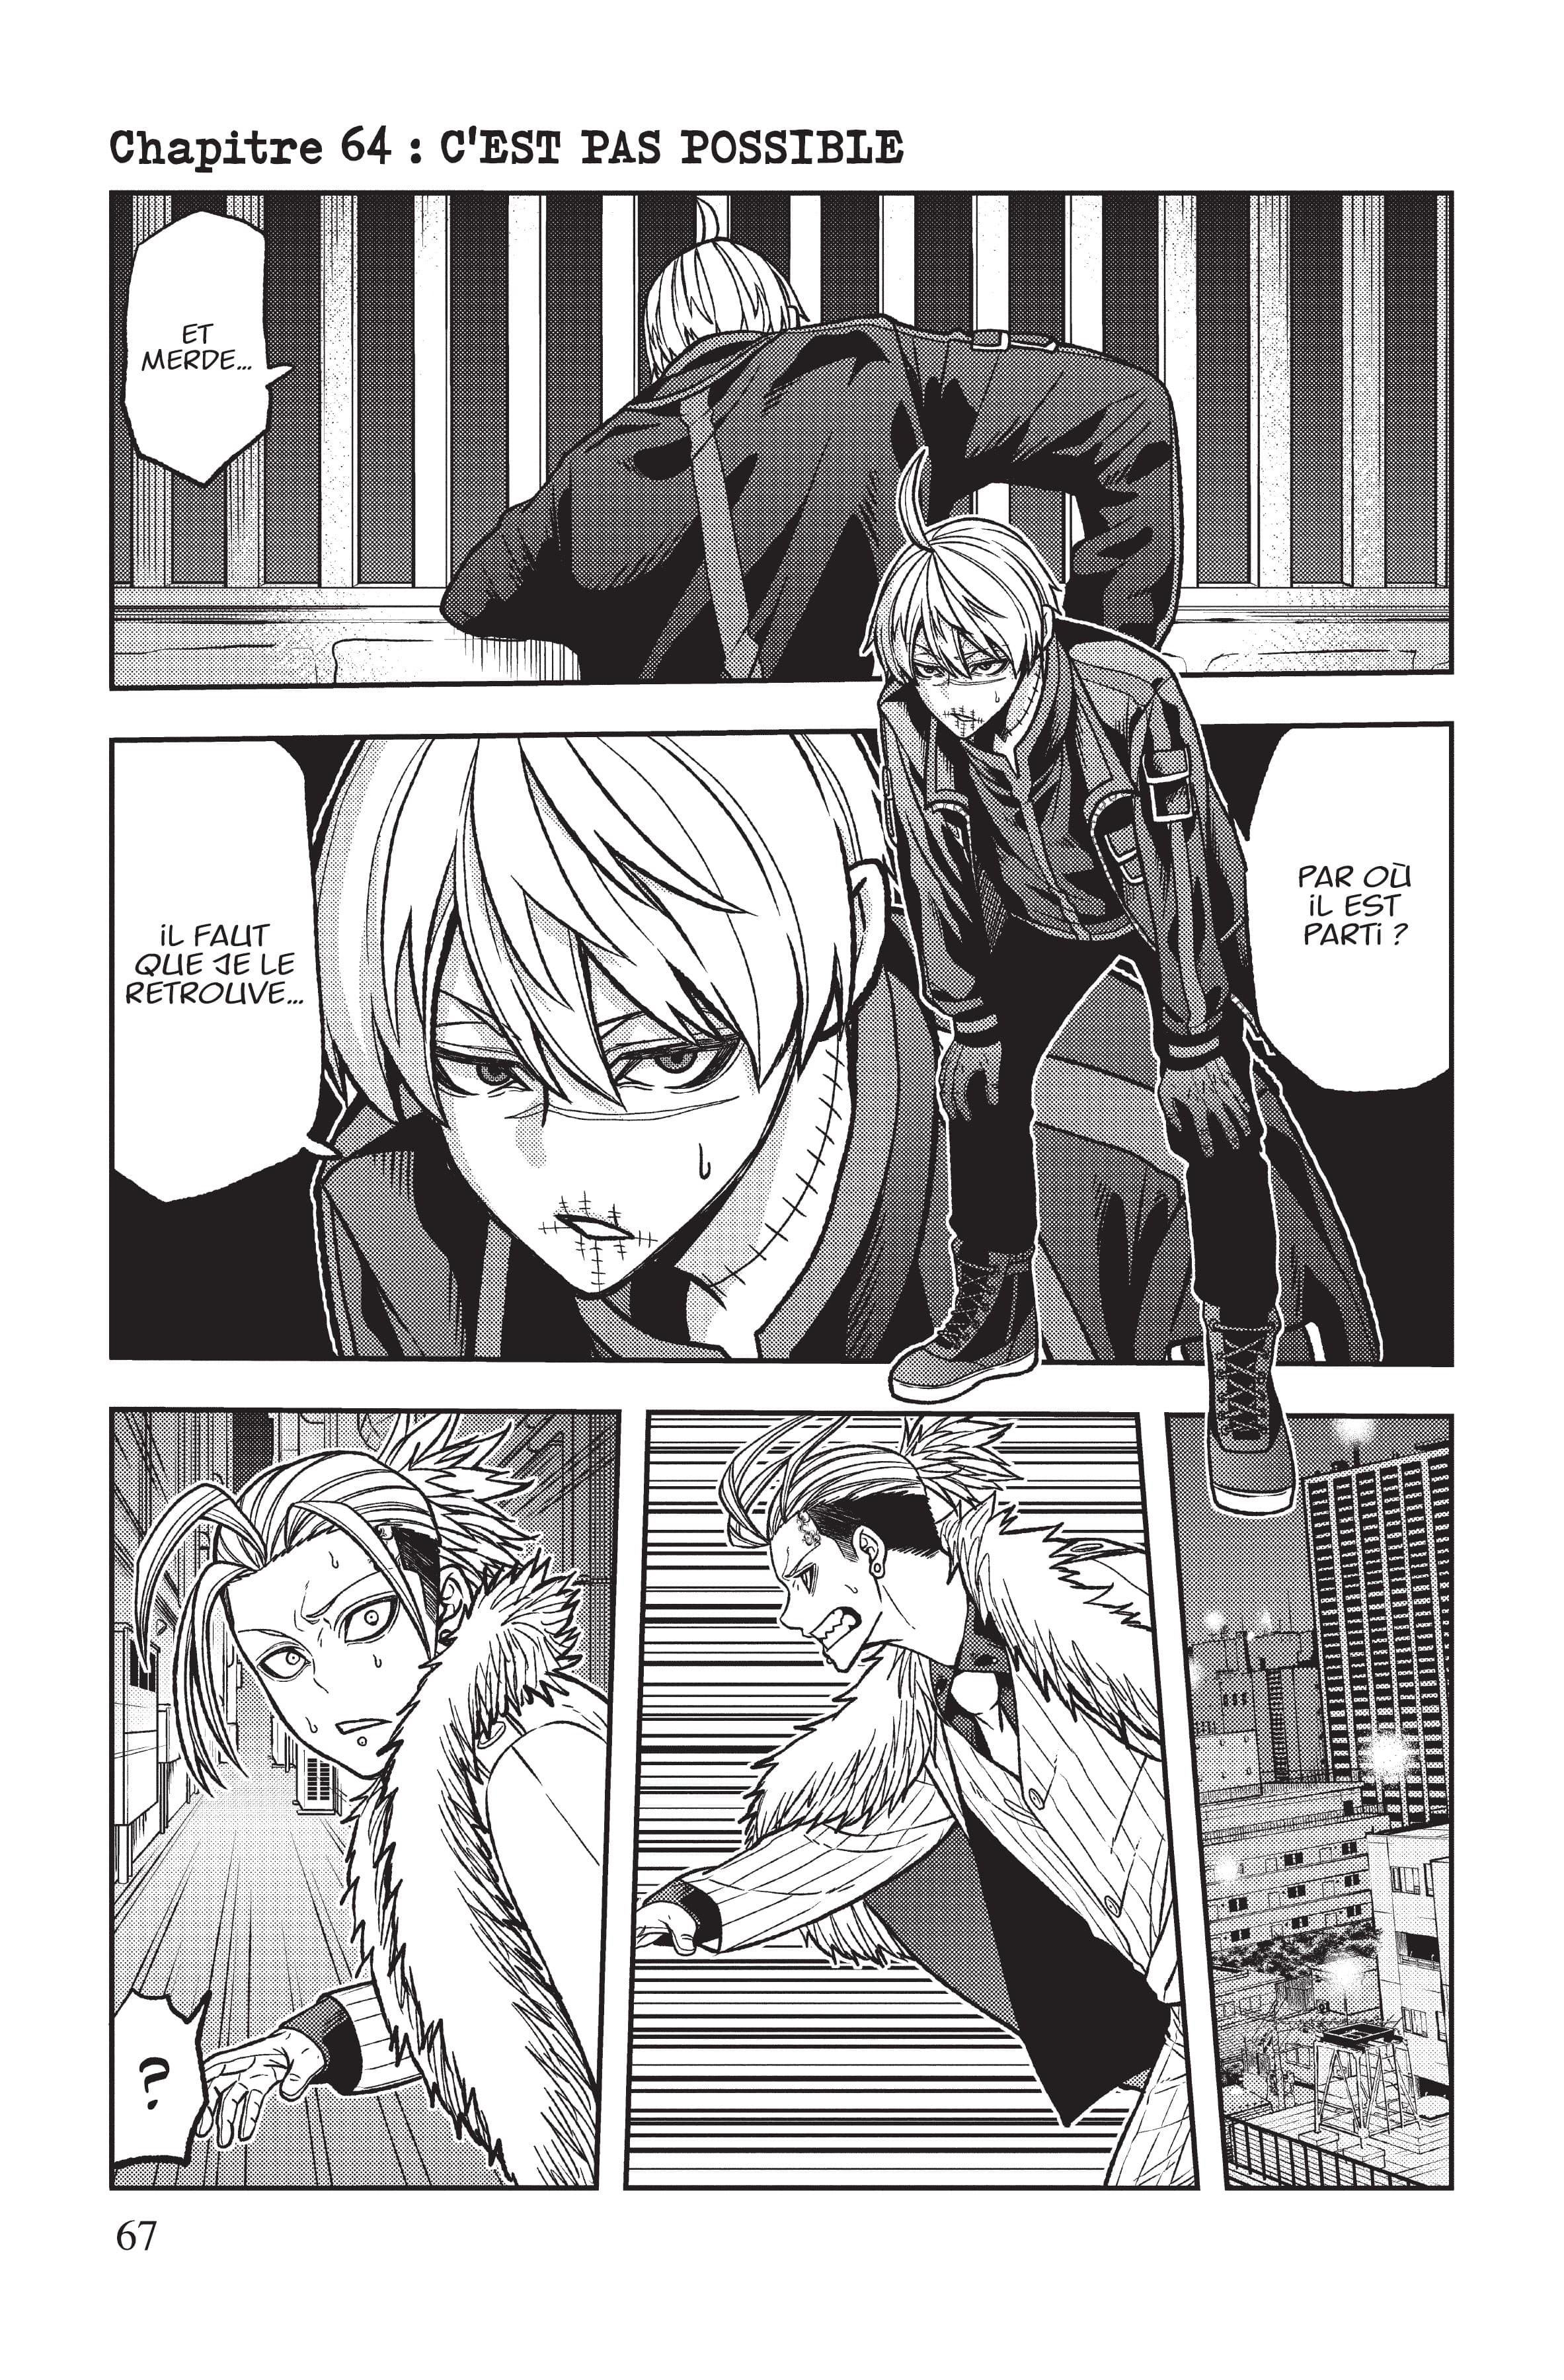 Chapitre 64 : C'EST PAS POSSIBLE
ET
MERDE...
PAR OÙ
iL EST
PARTi ?
iL FAUT
QUE JE LE
RETROUVE...
?
67